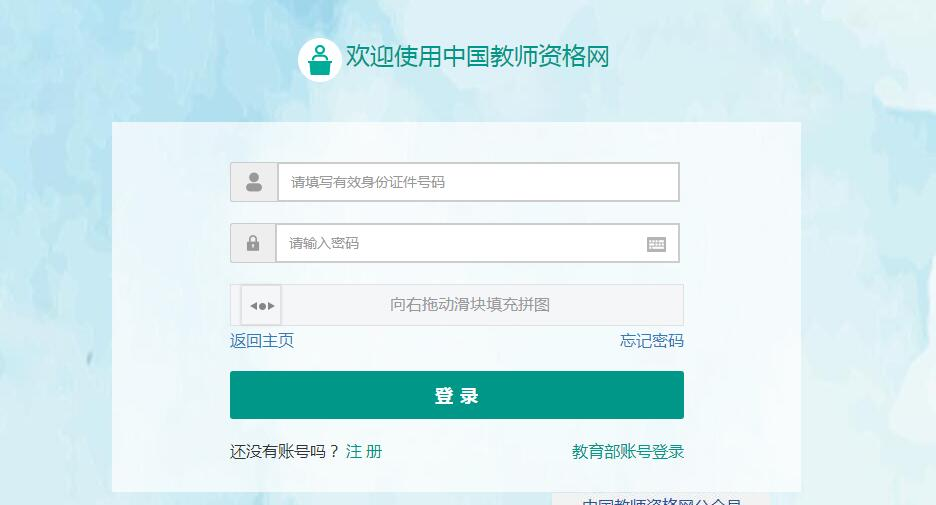 欢迎使用中国教师资格网
请填写有效身份证件号码
请输入密码
向右拖动滑块填充拼图
返回主页 忘记密码
登 录
还没有账号吗？ 注 册 教育部账号登录